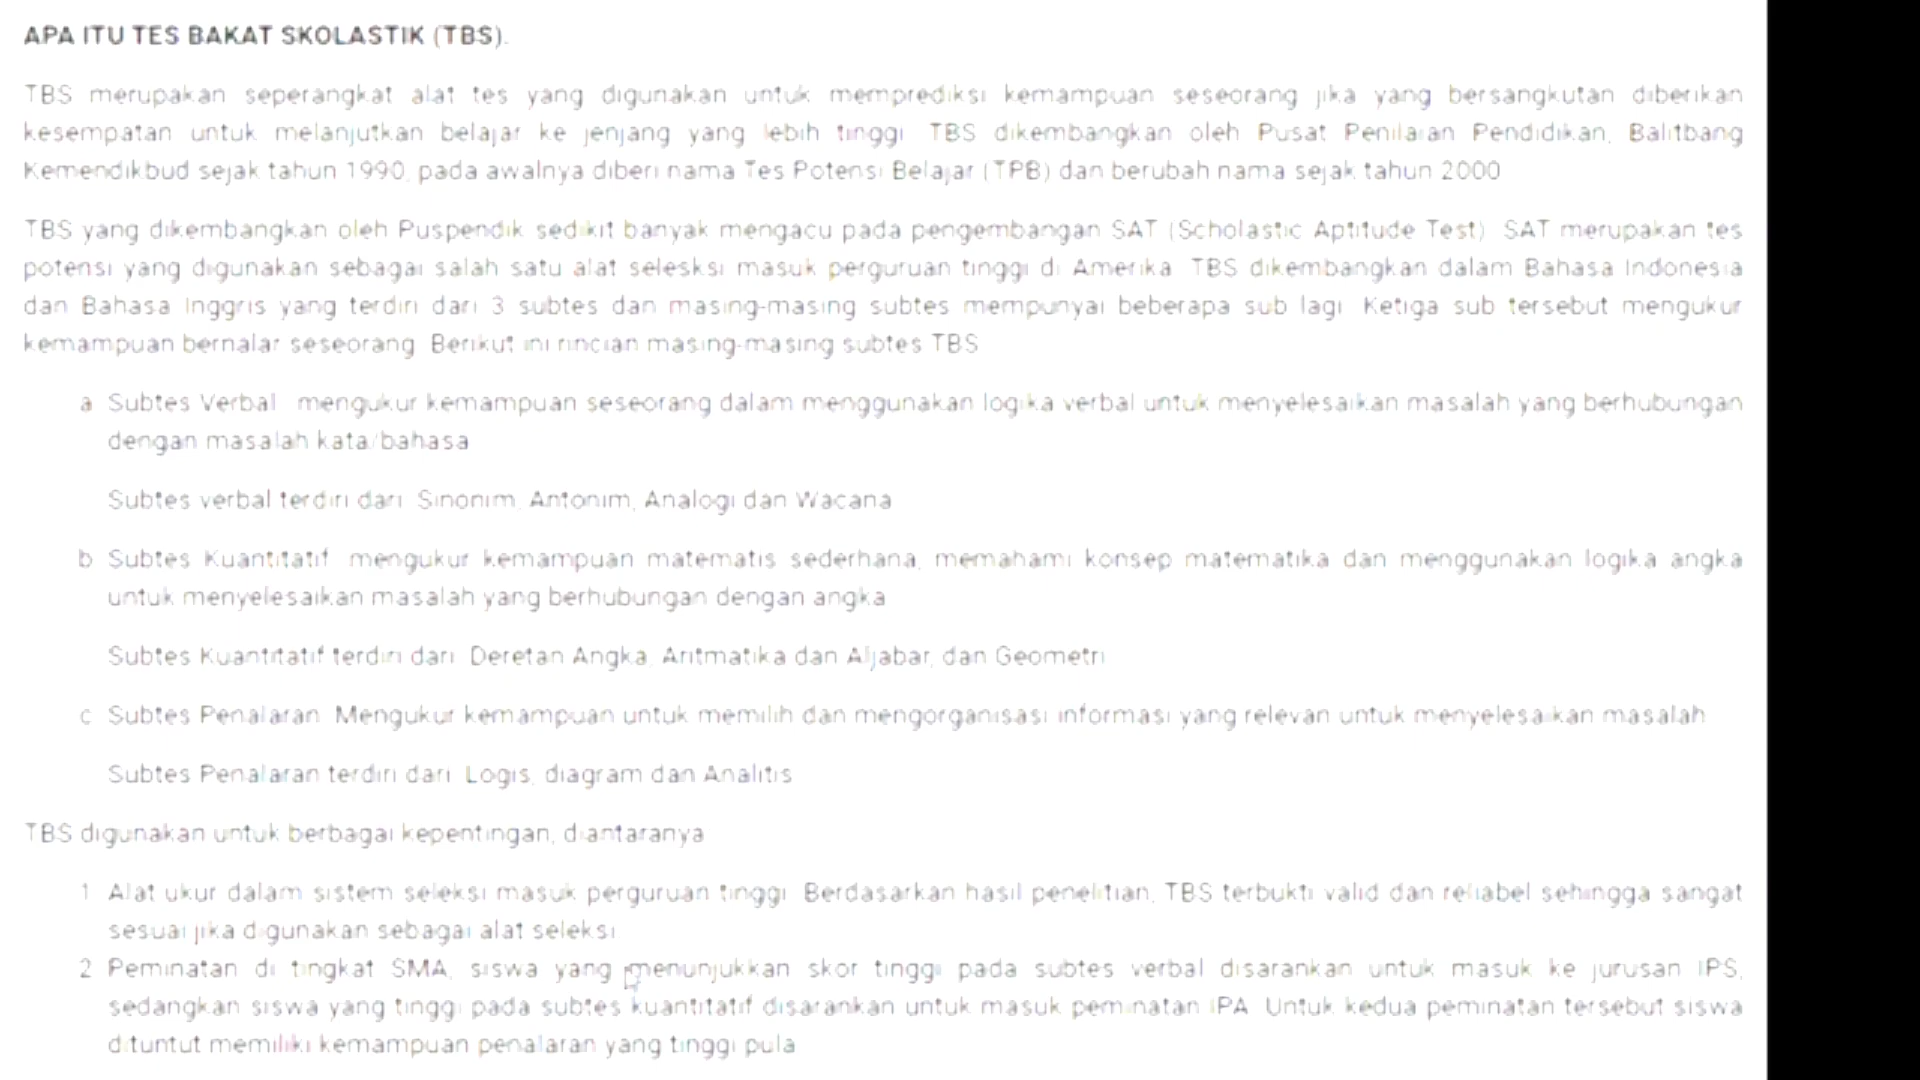 APA ITU TES BAKAT SKOLASTIK (TBS).
TBS merupakan seperangkat alat tes yang digunakan untuk memprediksi kemampuan seseorang jika yang bersangkutan diberikan
kesempatan untuk melanjutkan belajar ke jenjang yang lebih tinggi. TBS dikembangkan oleh Pusat Penilaian Pendidikan, Balitbang
Kemendikbud sejak tahun 1990, pada awalnya diberi nama Tes Potensi Belajar (TPB) dan berubah nama sejak tahun 2000
TBS yang dikembangkan oleh Puspendik sedikit banyak mengacu pada pengembangan SAT (Scholastic Aptitude Test). SAT merupakan tes
potensi yang digunakan sebagai salah satu alat selesksi masuk perguruan tinggi di Amerika. TBS dikembangkan dalam Bahasa Indonesia
dan Bahasa Inggris yang terdiri dari 3 subtes dan masing-masing subtes mempunyai beberapa sub lagi. Ketiga sub tersebut mengukur
kemampuan bernalar seseorang. Berikut ini rincian masing-masing subtes TBS
a. Subtes Verbal : mengukur kemampuan seseorang dalam menggunakan logika verbal untuk menyelesaikan masalah yang berhubungan
dengan masalah kata/bahasa
Subtes verbal terdiri dari: Sinonim, Antonim, Analogi dan Wacana
b. Subtes Kuantitatif: mengukur kemampuan matematis sederhana, memahami konsep matematika dan menggunakan logika angka
untuk menyelesaikan masalah yang berhubungan dengan angka
Subtes Kuantitatif terdiri dari: Deretan Angka, Aritmatika dan Aljabar, dan Geometri
c. Subtes Penalaran: Mengukur kemampuan untuk memilih dan mengorganisasi informasi yang relevan untuk menyelesaikan masalah
Subtes Penalaran terdiri dari: Logis, diagram dan Analitis
TBS digunakan untuk berbagai kepentingan, diantaranya
1. Alat ukur dalam sistem seleksi masuk perguruan tinggi. Berdasarkan hasil penelitian, TBS terbukti valid dan reliabel sehingga sangat
sesuai jika digunakan sebagai alat seleksi
2. Peminatan di tingkat SMA, siswa yang menunjukkan skor tinggi pada subtes verbal disarankan untuk masuk ke jurusan IPS,
sedangkan siswa yang tinggi pada subtes kuantitatif disarankan untuk masuk peminatan IPA. Untuk kedua peminatan tersebut siswa
dituntut memiliki kemampuan penalaran yang tinggi pula